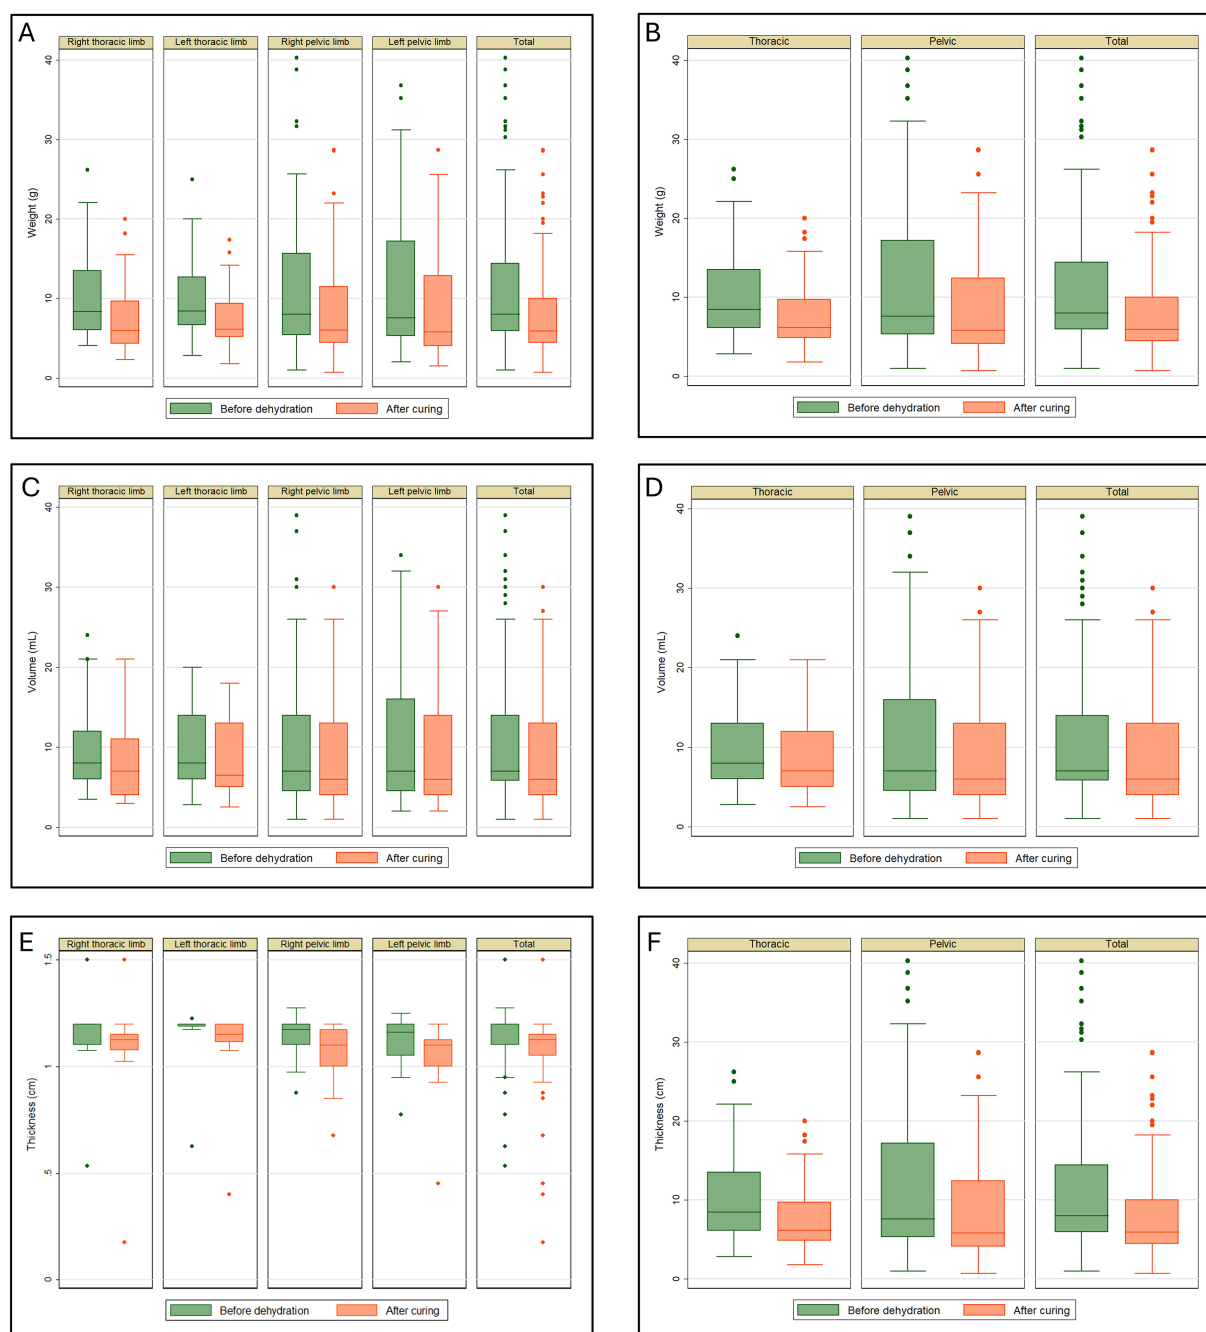 A
Right thoracic limb Left thoracic limb Right pelvic limb Left pelvic limb Total
40
30
20
10
0
Weight (g)
Before dehydration After curing
B
Thoracic Pelvic Total
40
30
20
10
0
Weight (g)
Before dehydration After curing
C
Right thoracic limb Left thoracic limb Right pelvic limb Left pelvic limb Total
40
30
20
10
0
Volume (mL)
Before dehydration After curing
D
Thoracic Pelvic Total
40
30
20
10
0
Volume (mL)
Before dehydration After curing
E
Right thoracic limb Left thoracic limb Right pelvic limb Left pelvic limb Total
1.5
1
.5
0
Thickness (cm)
Before dehydration After curing
F
Thoracic Pelvic Total
40
30
20
10
0
Thickness (cm)
Before dehydration After curing